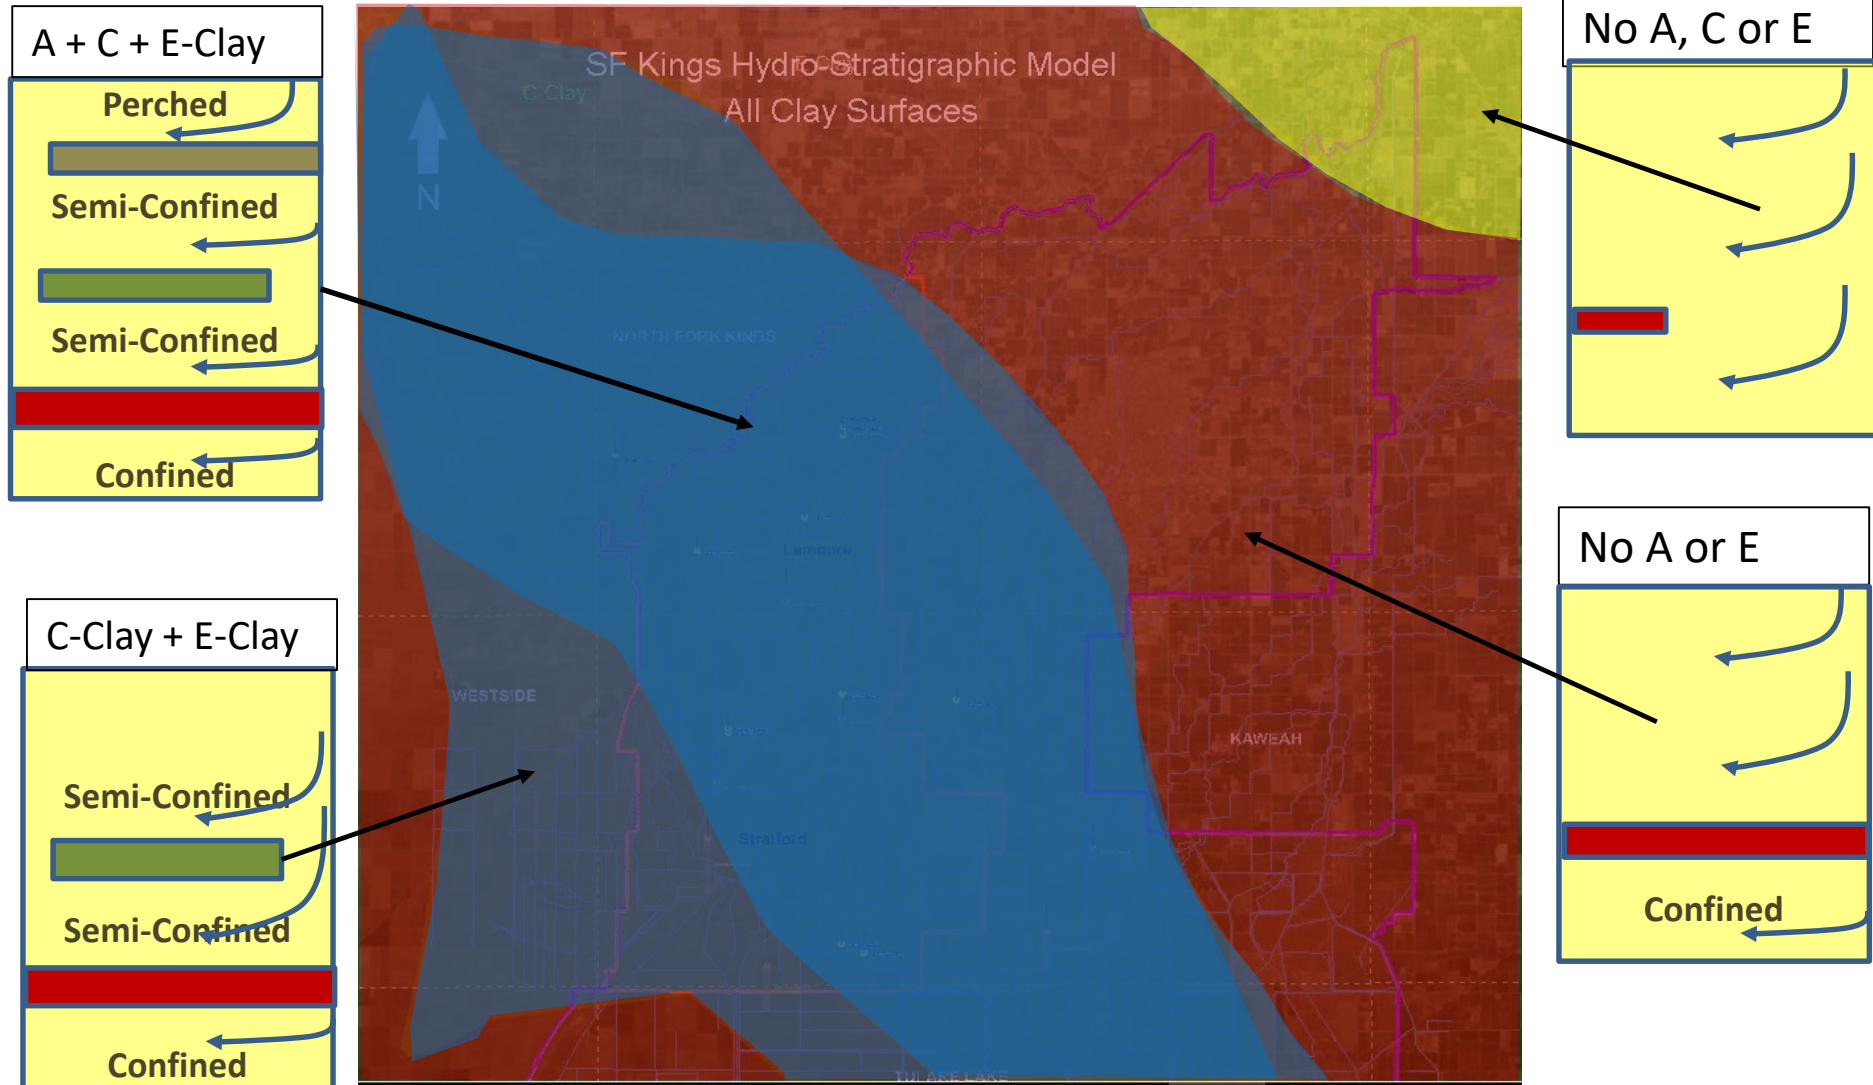 A + C + E-Clay
Perched
Semi-Confined
Semi-Confined
Confined
C-Clay + E-Clay
Semi-Confined
Semi-Confined
Confined
SF Kings Hydro-Stratigraphic Model
All Clay Surfaces
C Clay
N
NORTH FORK KINGS
Lemoore
WESTSIDE
KAWEAH
Stratford
TULARE LAKE
No A, C or E
No A or E
Confined